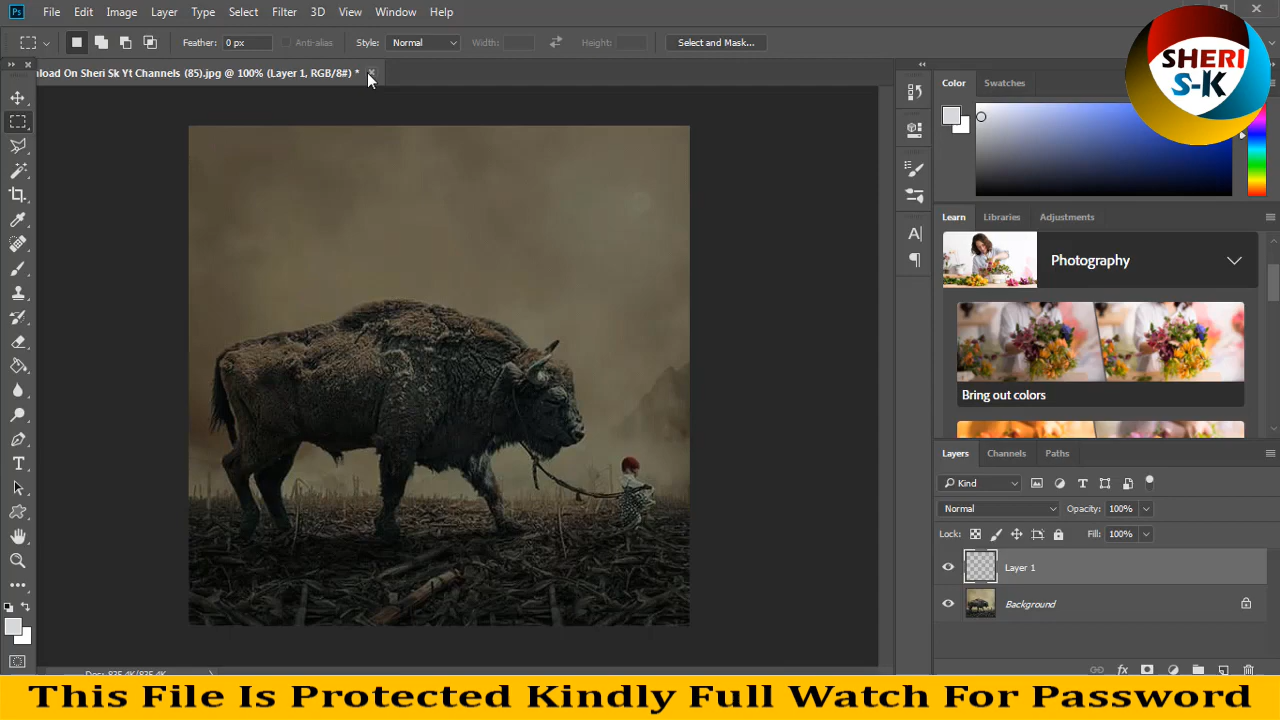 File Edit Image Layer Type Select Filter 3D View Window Help
Feather: 0 px Anti-alias Style: Normal Width: Height: Select and Mask...
load On Sheri Sk Yt Channels (85).jpg @ 100% (Layer 1, RGB/8#) *
SHERI
S-K
Color Swatches
Learn Libraries Adjustments
Photography
Bring out colors
Layers Channels Paths
Kind
Normal Opacity: 100%
Lock: Fill: 100%
Layer 1
Background
This File Is Protected Kindly Full Watch For Password